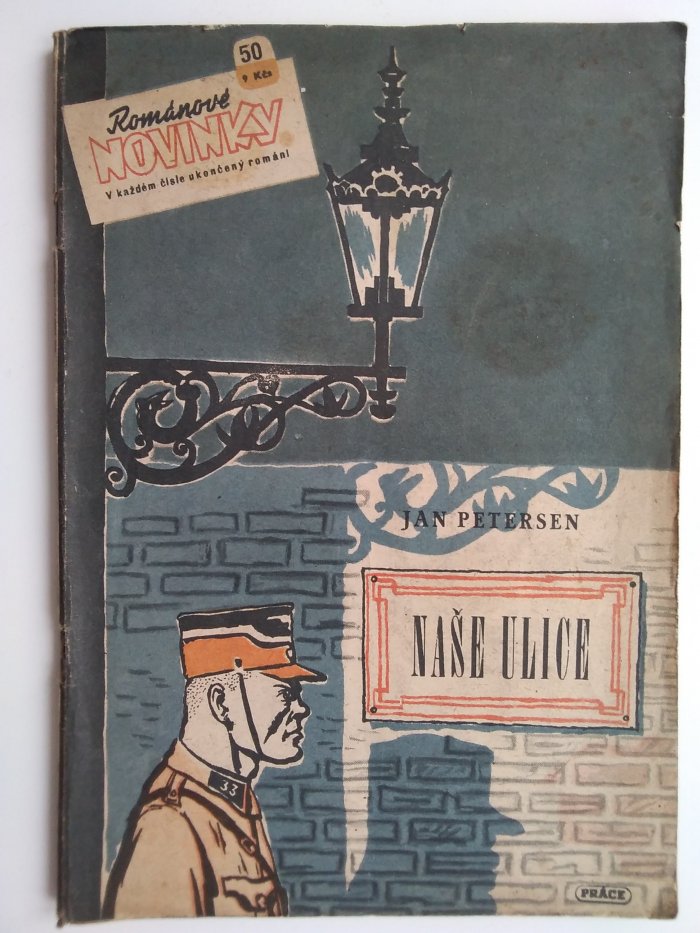 50
9 Kčs
Románové
NOVINKY
V každém čísle ukončený román!
JAN PETERSEN
NAŠE ULICE
33
PRÁCE